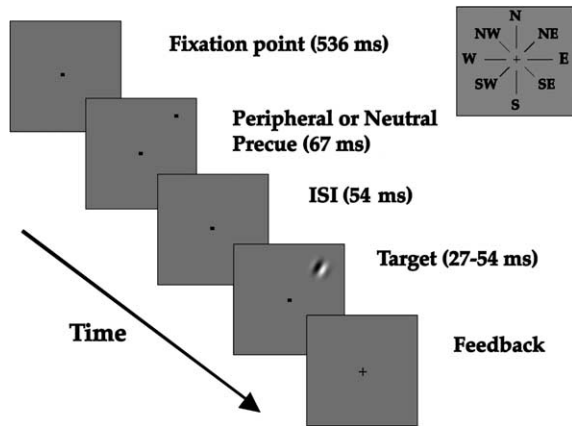 Fixation point (536 ms)
N
NW NE
W E
SW SE
S
Peripheral or Neutral
Precue (67 ms)
ISI (54 ms)
Target (27-54 ms)
Time
Feedback